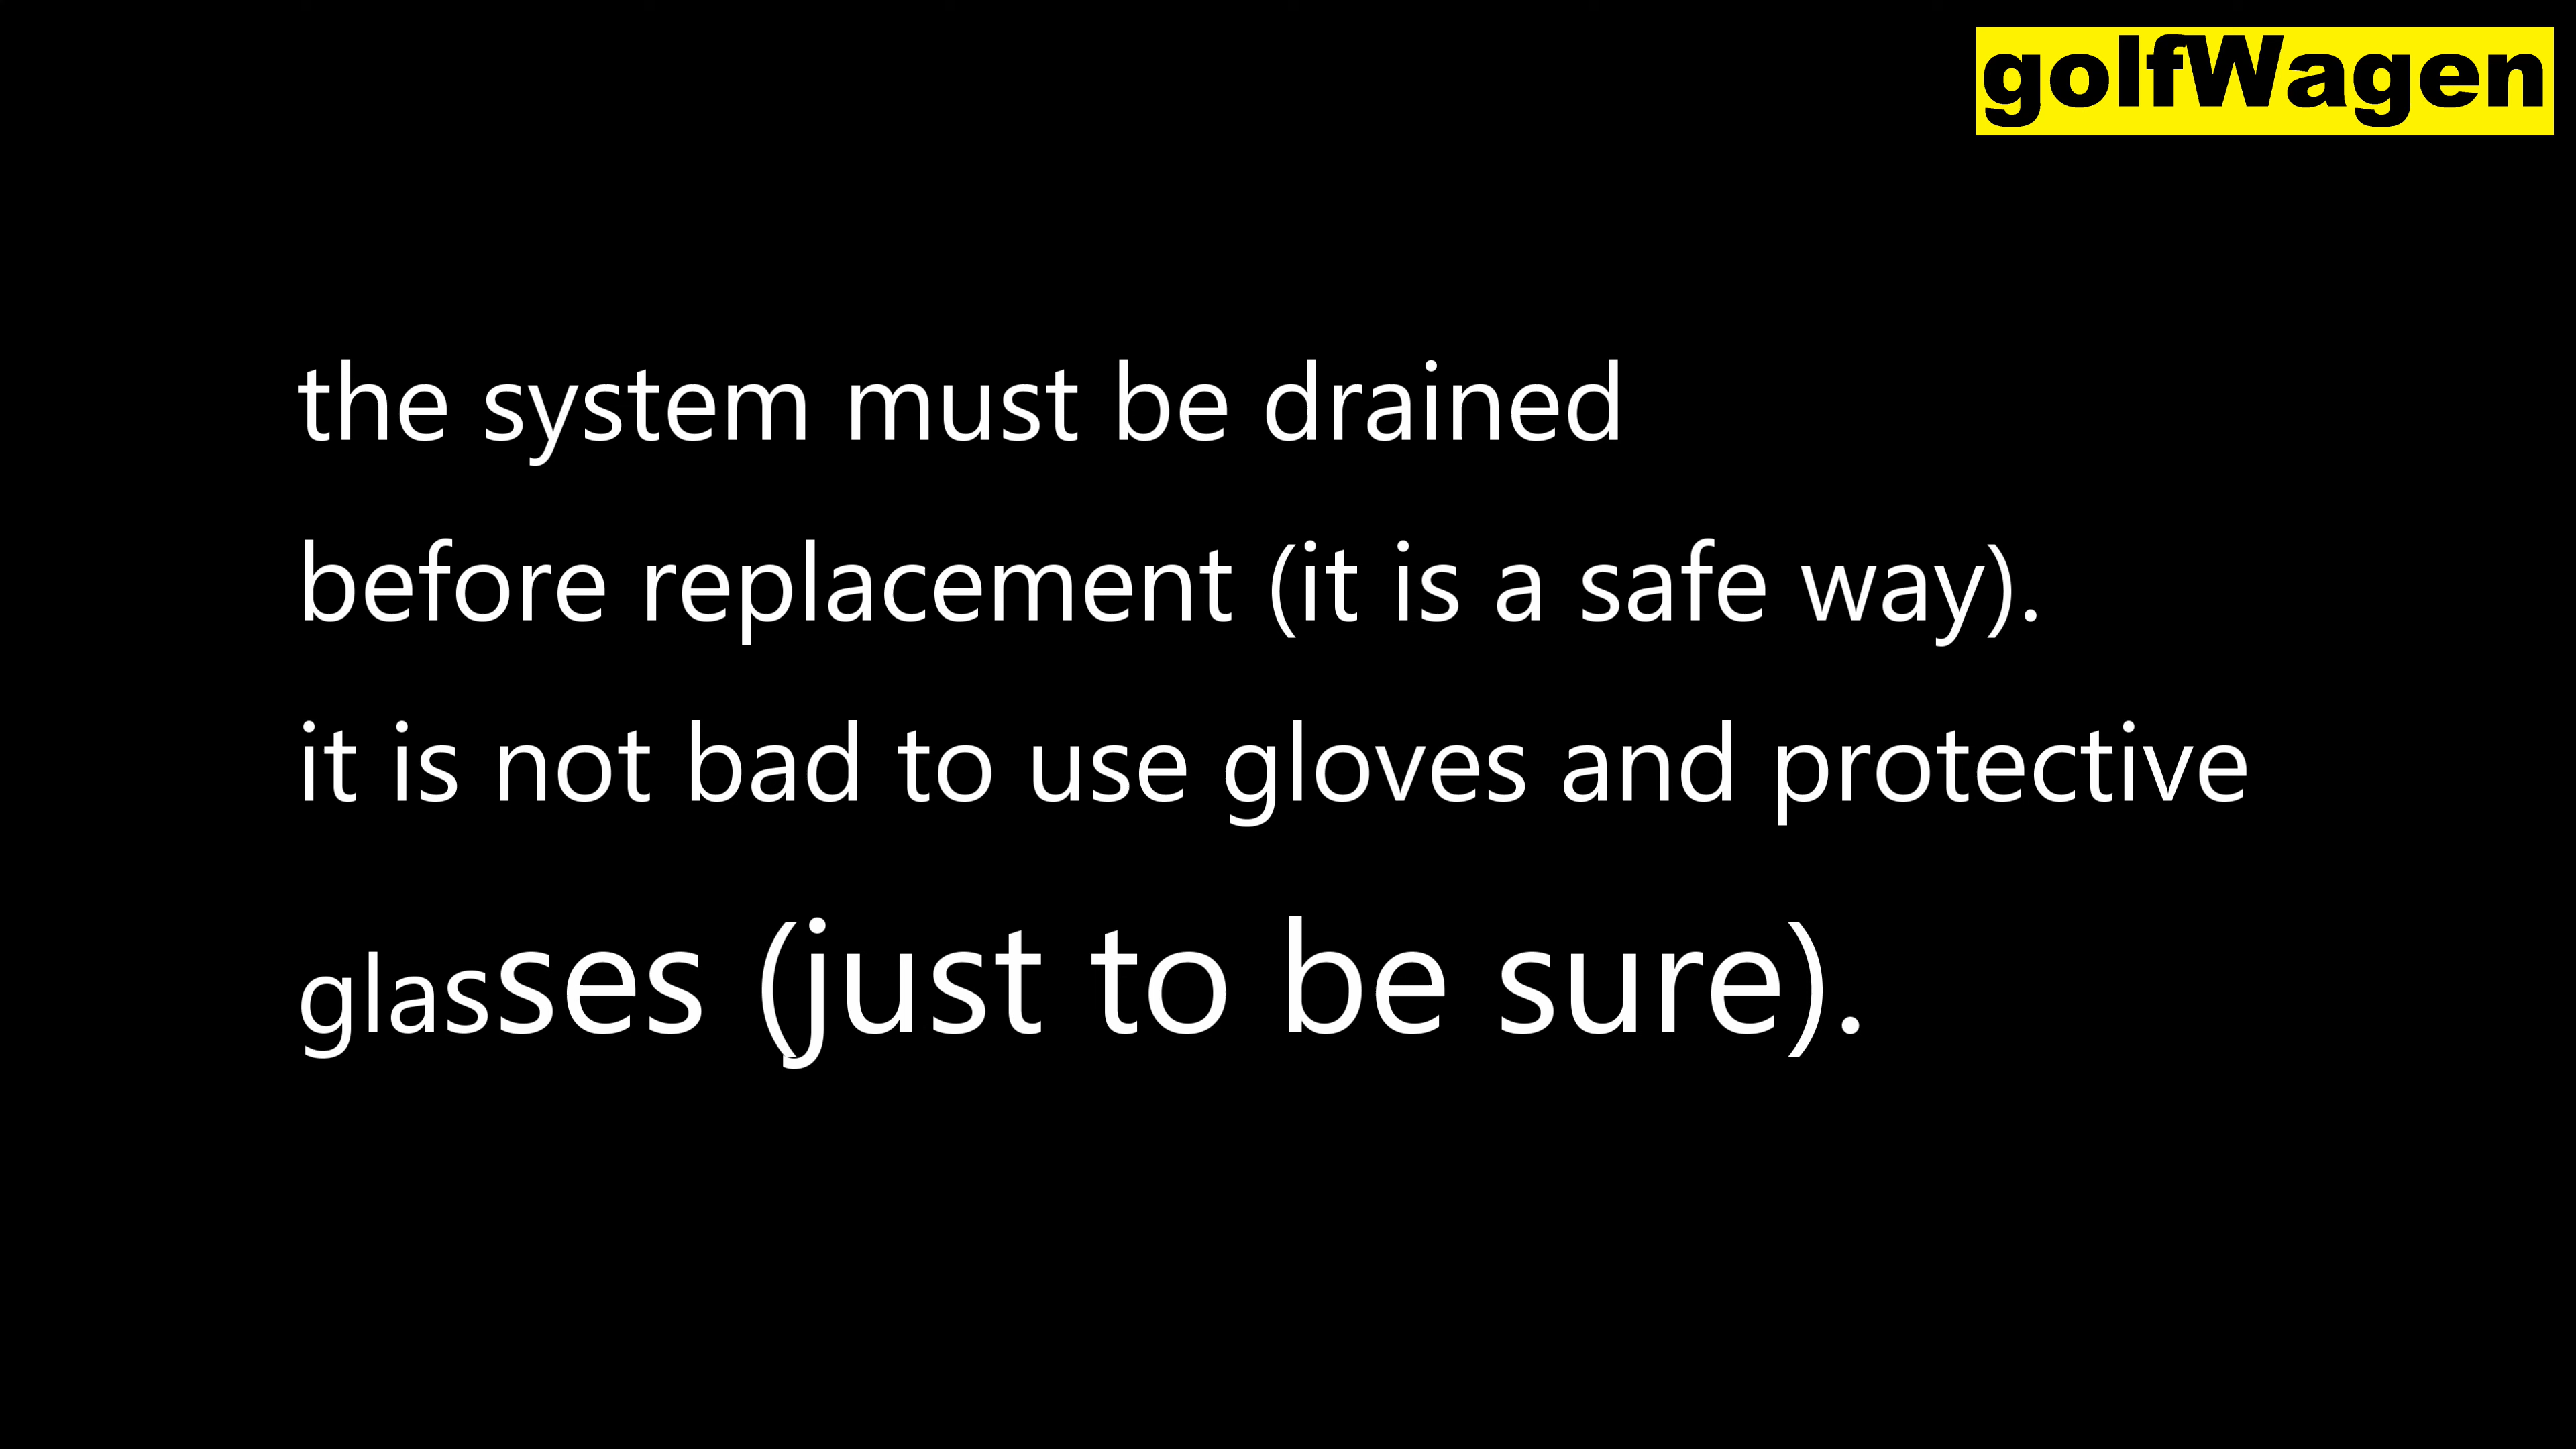 golfWagen
the system must be drained
before replacement (it is a safe way).
it is not bad to use gloves and protective
glasses (just to be sure).